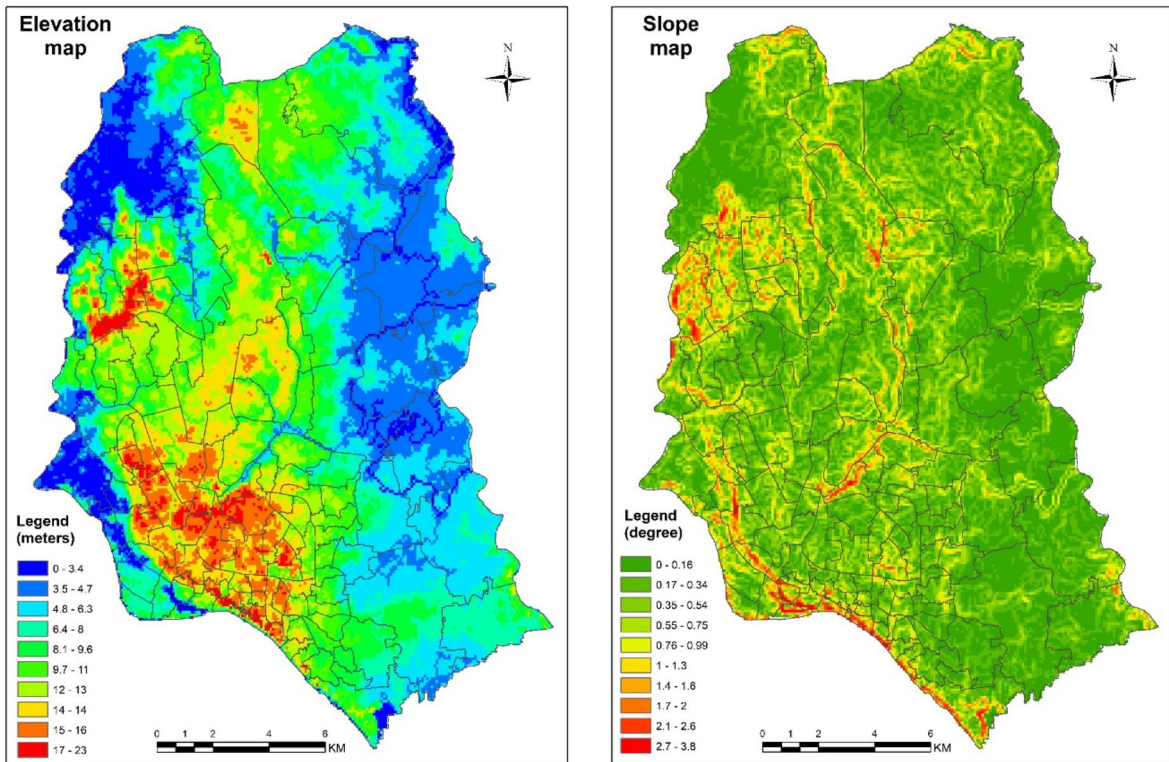 Elevation
map
N
Legend
(meters)
0 - 3.4
3.5 - 4.7
4.8 - 6.3
6.4 - 8
8.1 - 9.6
9.7 - 11
12 - 13
14 - 14
15 - 16
17 - 23
0 1 2 4 6
KM
Slope
map
N
Legend
(degree)
0 - 0.16
0.17 - 0.34
0.35 - 0.54
0.55 - 0.75
0.76 - 0.99
1 - 1.3
1.4 - 1.6
1.7 - 2
2.1 - 2.6
2.7 - 3.8
0 1 2 4 6
KM